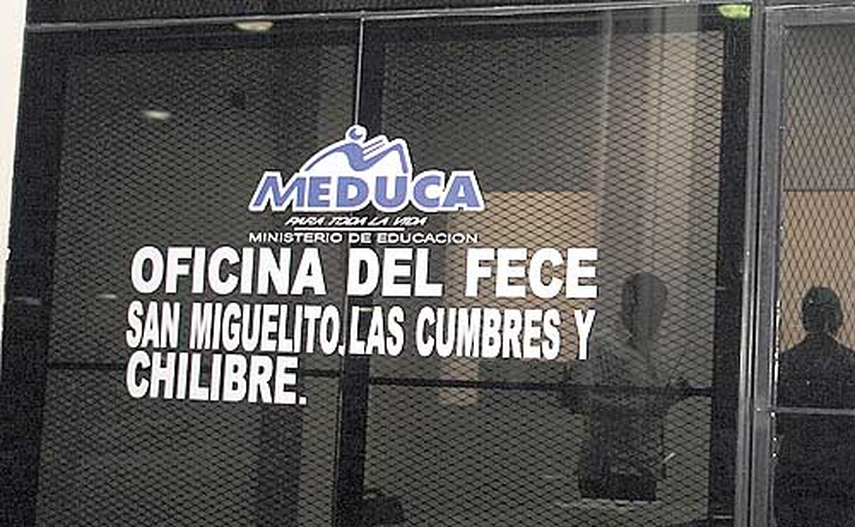 MEDUCA
PARA TODA LA VIDA
MINISTERIO DE EDUCACION
OFICINA DEL FECE
SAN MIGUELITO,LAS CUMBRES Y
CHILIBRE.